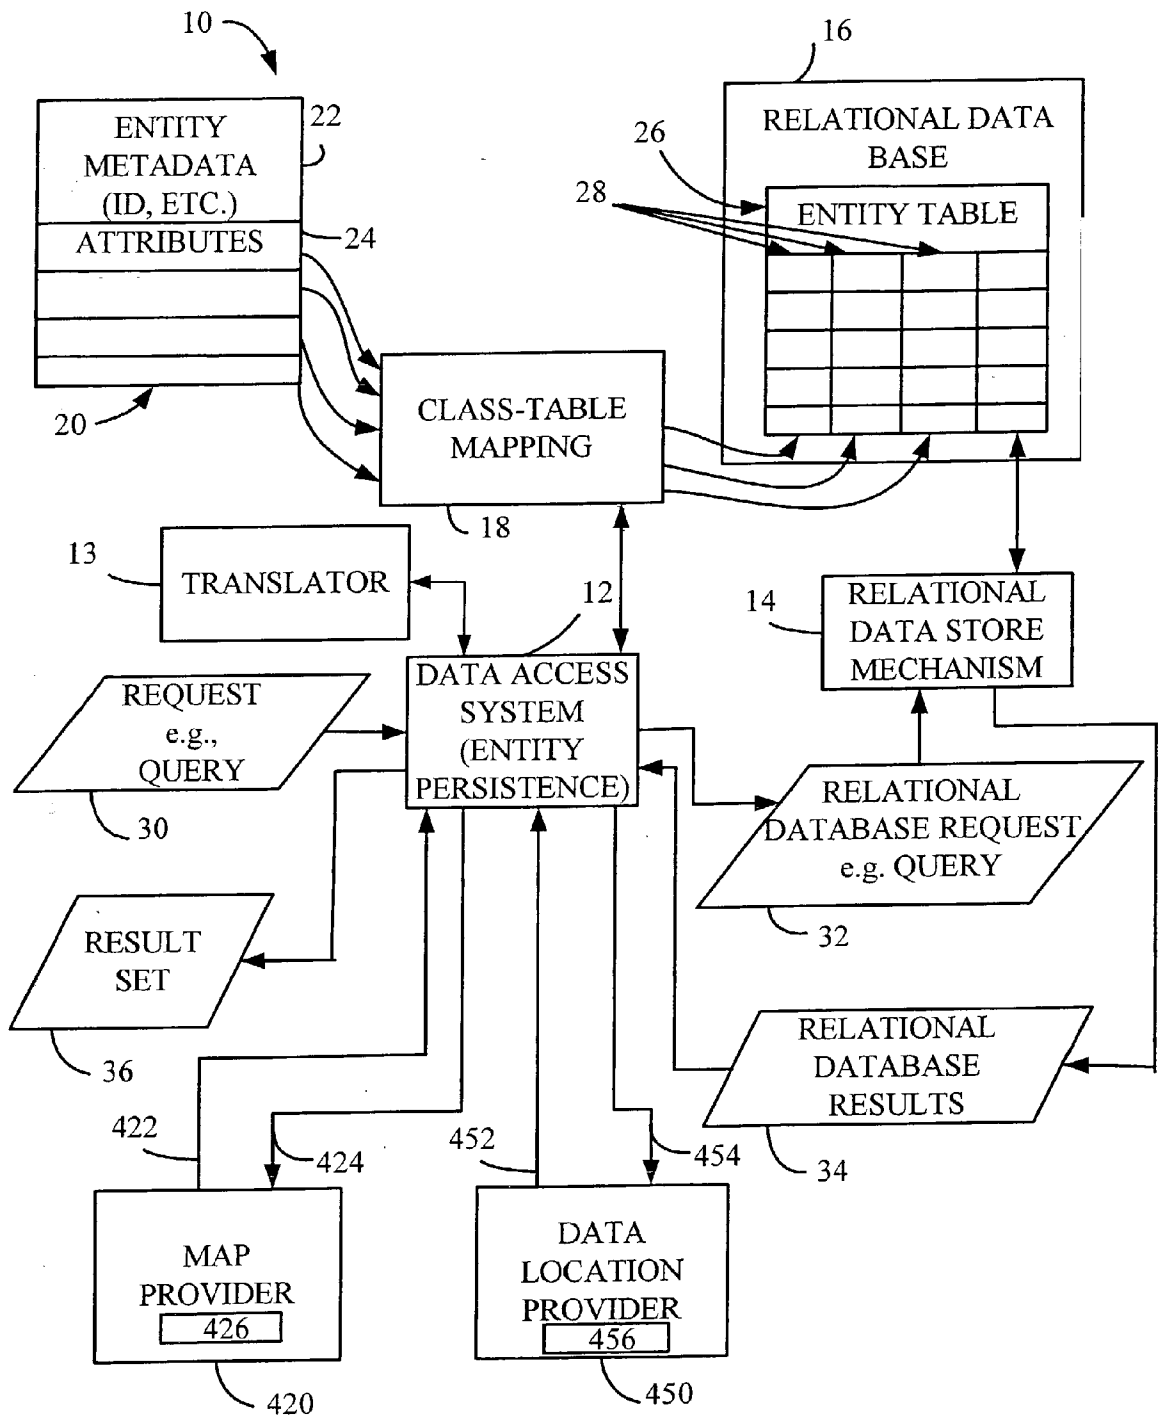 10
16
ENTITY
METADATA
(ID, ETC.)
22
ATTRIBUTES
24
20
RELATIONAL DATA
BASE
26
28
ENTITY TABLE
CLASS-TABLE
MAPPING
18
13
TRANSLATOR
12
14
RELATIONAL
DATA STORE
MECHANISM
REQUEST
e.g.,
QUERY
30
DATA ACCESS
SYSTEM
(ENTITY
PERSISTENCE)
RELATIONAL
DATABASE REQUEST
e.g. QUERY
32
RESULT
SET
36
RELATIONAL
DATABASE
RESULTS
34
422
424
452
454
MAP
PROVIDER
426
420
DATA
LOCATION
PROVIDER
456
450